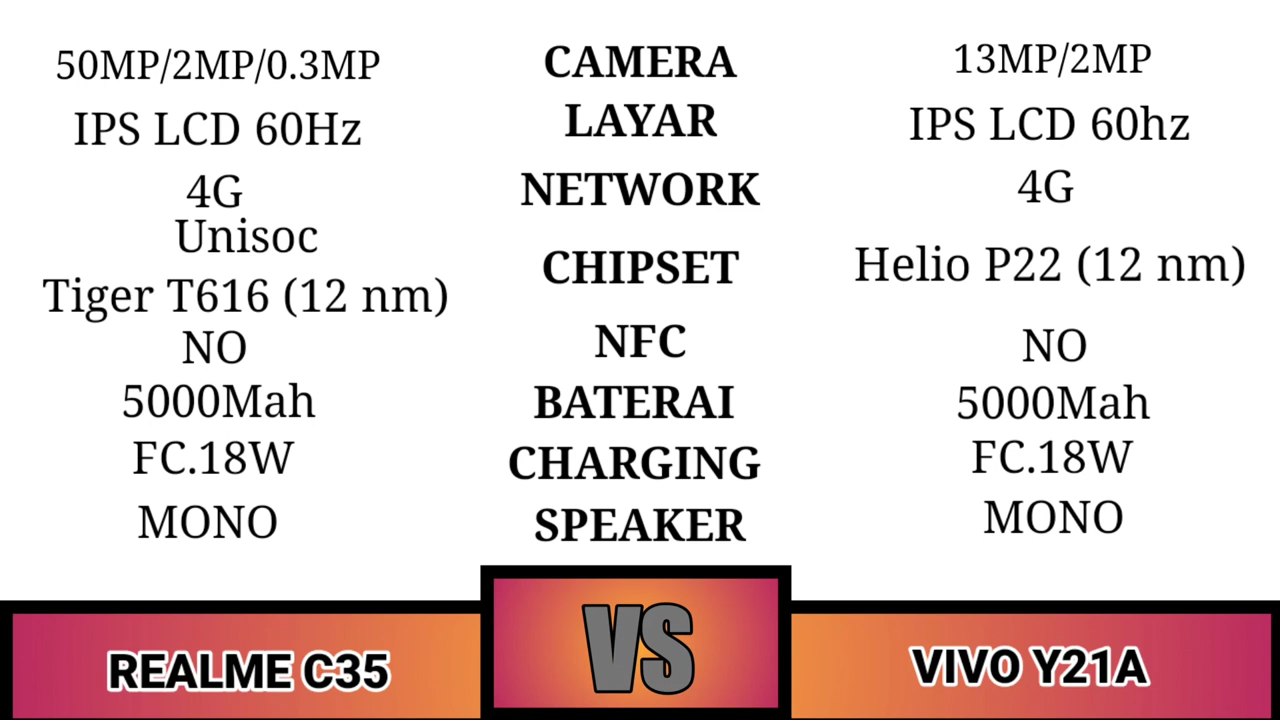 50MP/2MP/0.3MP CAMERA 13MP/2MP
IPS LCD 60Hz LAYAR IPS LCD 60hz
4G NETWORK 4G
Unisoc
Tiger T616 (12 nm) CHIPSET Helio P22 (12 nm)
NO NFC NO
5000Mah BATERAI 5000Mah
FC.18W CHARGING FC.18W
MONO SPEAKER MONO
REALME C35 VS VIVO Y21A